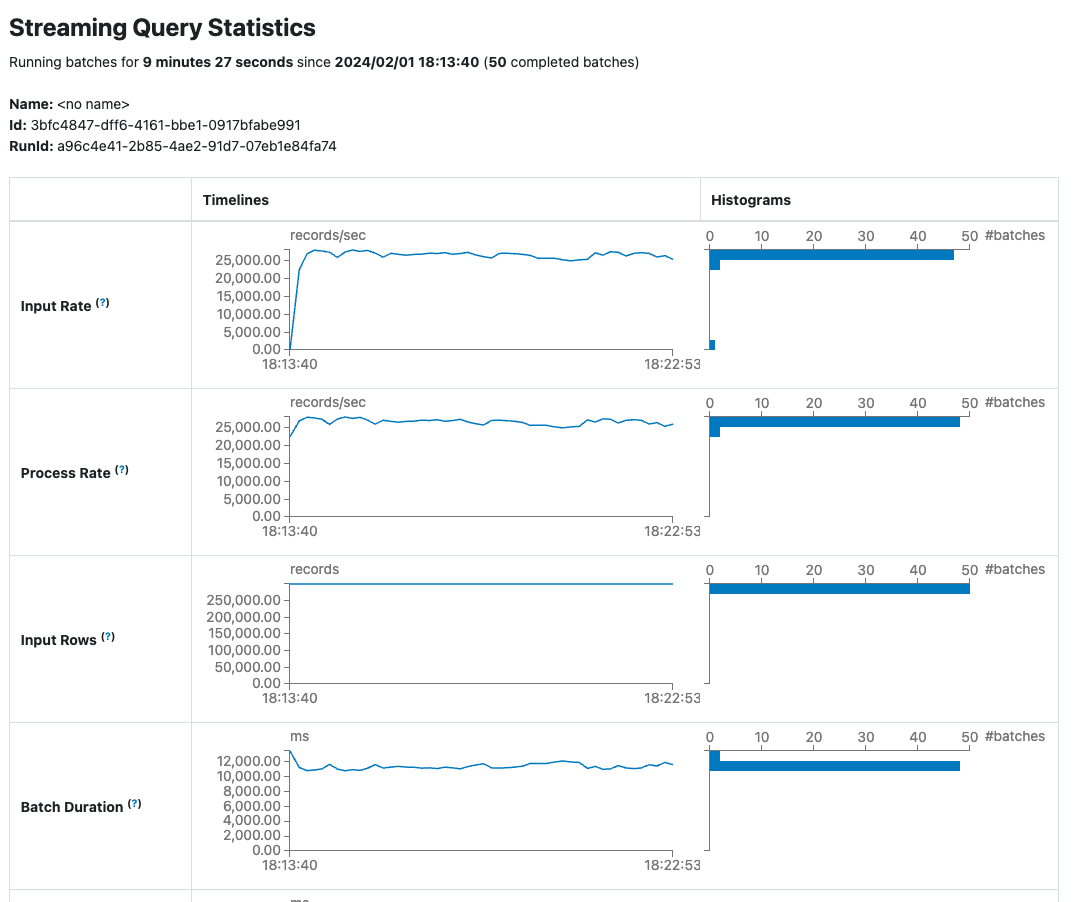 Streaming Query Statistics
Running batches for 9 minutes 27 seconds since 2024/02/01 18:13:40 (50 completed batches)
Name: <no name>
Id: 3bfc4847-dff6-4161-bbe1-0917bfabe991
RunId: a96c4e41-2b85-4ae2-91d7-07eb1e84fa74
Timelines Histograms
Input Rate (?)
records/sec
25,000.00
20,000.00
15,000.00
10,000.00
5,000.00
0.00
18:13:40 18:22:53
0 10 20 30 40 50 #batches
Process Rate (?)
records/sec
25,000.00
20,000.00
15,000.00
10,000.00
5,000.00
0.00
18:13:40 18:22:53
0 10 20 30 40 50 #batches
Input Rows (?)
records
250,000.00
200,000.00
150,000.00
100,000.00
50,000.00
0.00
18:13:40 18:22:53
0 10 20 30 40 50 #batches
Batch Duration (?)
ms
12,000.00
10,000.00
8,000.00
6,000.00
4,000.00
2,000.00
0.00
18:13:40 18:22:53
0 10 20 30 40 50 #batches